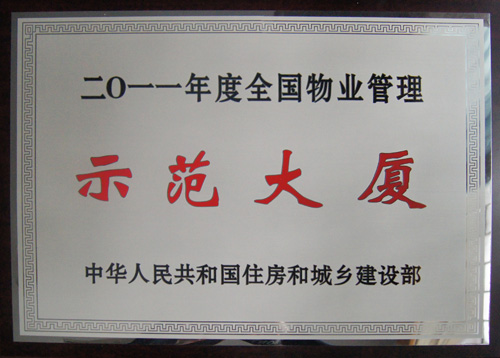 二〇一一年度全国物业管理
示范大厦
中华人民共和国住房和城乡建设部